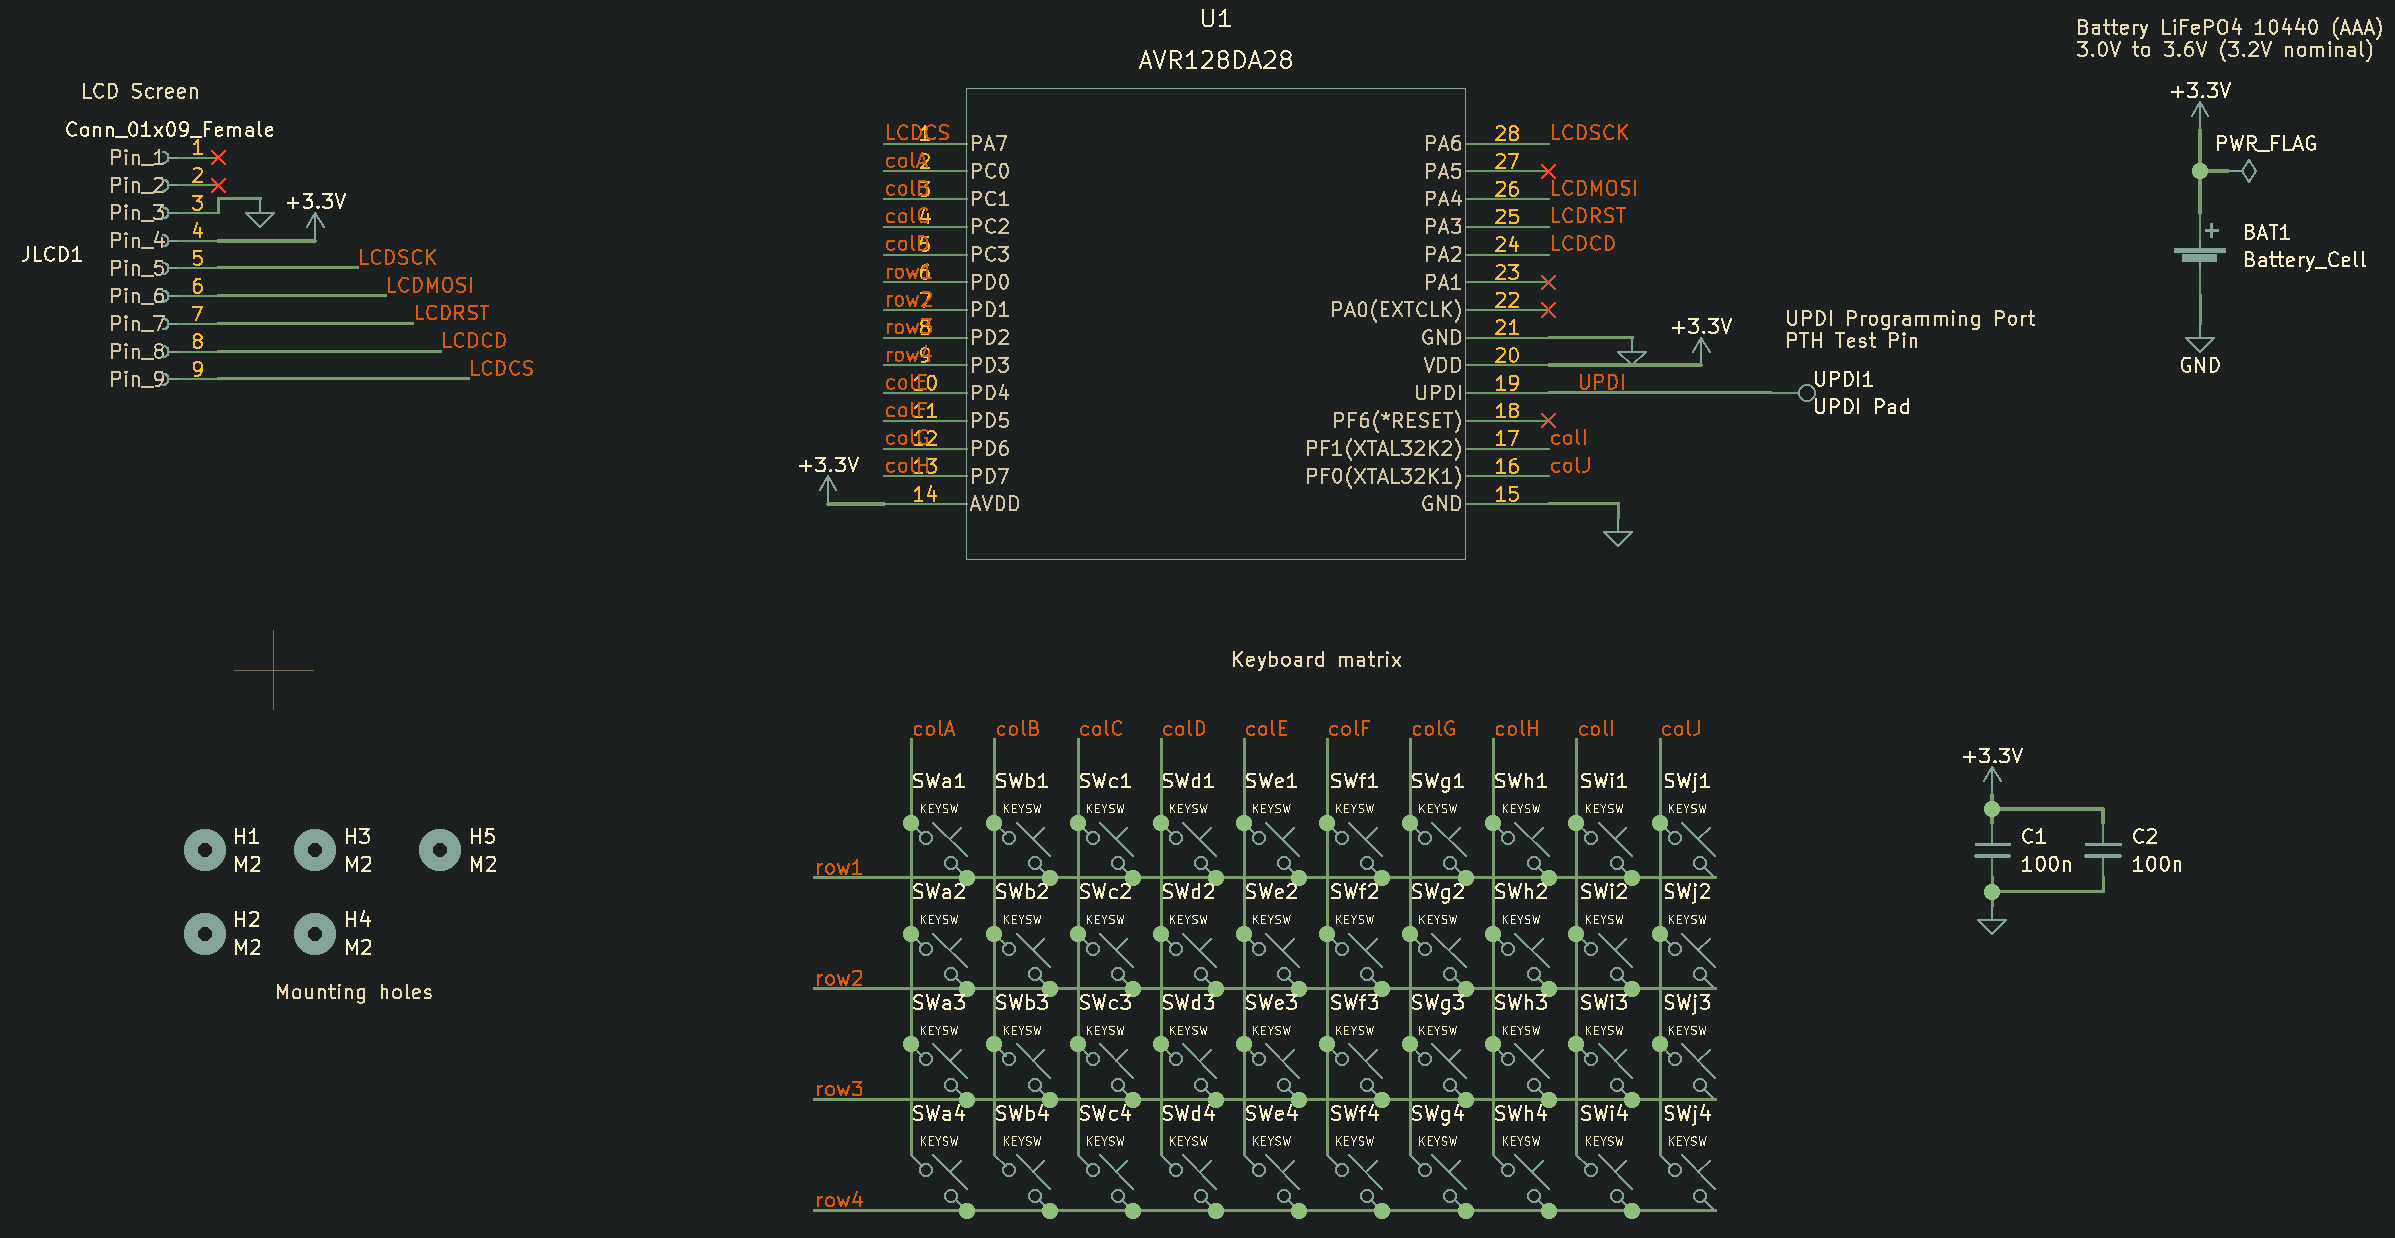 U1
AVR128DA28
Battery LiFePO4 10440 (AAA)
3.0V to 3.6V (3.2V nominal)
+3.3V
PWR_FLAG
BAT1
Battery_Cell
GND
LCD Screen
Conn_01x09_Female
JLCD1
Pin_1 1
Pin_2 2
Pin_3 3
+3.3V
Pin_4 4
Pin_5 5 LCDSCK
Pin_6 6 LCDMOSI
Pin_7 7 LCDRST
Pin_8 8 LCDCD
Pin_9 9 LCDCS
LCDCS 1 PA7
colA 2 PC0
colB 3 PC1
colC 4 PC2
colD 5 PC3
row1 6 PD0
row2 7 PD1
row3 8 PD2
row4 9 PD3
colE 10 PD4
colF 11 PD5
colG 12 PD6
colH 13 PD7
+3.3V
14 AVDD
PA6 28 LCDSCK
PA5 27
PA4 26 LCDMOSI
PA3 25 LCDRST
PA2 24 LCDCD
PA1 23
PA0(EXTCLK) 22
GND 21
+3.3V
VDD 20
UPDI 19 UPDI
PF6(*RESET) 18
PF1(XTAL32K2) 17 colI
PF0(XTAL32K1) 16 colJ
GND 15
UPDI Programming Port
PTH Test Pin
UPDI1
UPDI Pad
Keyboard matrix
colA colB colC colD colE colF colG colH colI colJ
SWa1 SWb1 SWc1 SWd1 SWe1 SWf1 SWg1 SWh1 SWi1 SWj1
KEYSW KEYSW KEYSW KEYSW KEYSW KEYSW KEYSW KEYSW KEYSW KEYSW
row1
SWa2 SWb2 SWc2 SWd2 SWe2 SWf2 SWg2 SWh2 SWi2 SWj2
KEYSW KEYSW KEYSW KEYSW KEYSW KEYSW KEYSW KEYSW KEYSW KEYSW
row2
SWa3 SWb3 SWc3 SWd3 SWe3 SWf3 SWg3 SWh3 SWi3 SWj3
KEYSW KEYSW KEYSW KEYSW KEYSW KEYSW KEYSW KEYSW KEYSW KEYSW
row3
SWa4 SWb4 SWc4 SWd4 SWe4 SWf4 SWg4 SWh4 SWi4 SWj4
KEYSW KEYSW KEYSW KEYSW KEYSW KEYSW KEYSW KEYSW KEYSW KEYSW
row4
H1 H3 H5
M2 M2 M2
H2 H4
M2 M2
Mounting holes
+3.3V
C1 C2
100n 100n